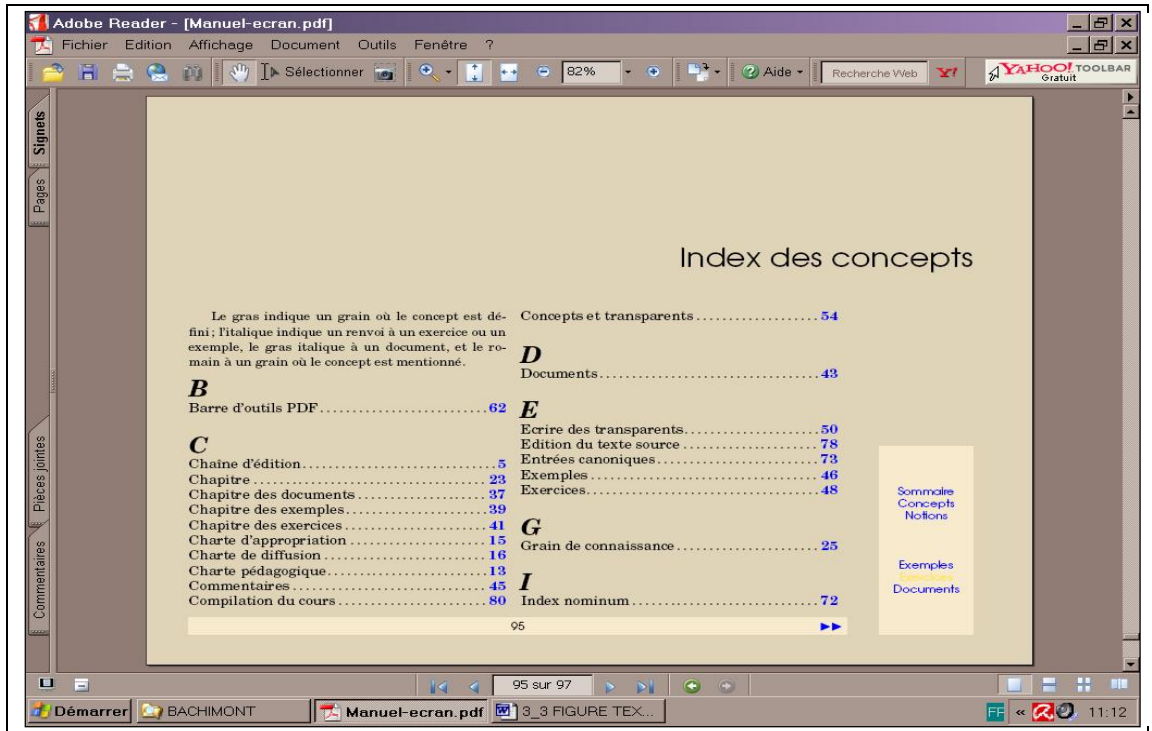 Adobe Reader - [Manuel-ecran.pdf]
Fichier Edition Affichage Document Outils Fenêtre ?
Sélectionner 82% Aide Recherche Web Y! YAHOO! TOOLBAR
Gratuit
Signets
Pages
Pièces jointes
Commentaires
Index des concepts
Le gras indique un grain où le concept est dé-
fini ; l'italique indique un renvoi à un exercice ou un
exemple, le gras italique à un document, et le ro-
main à un grain où le concept est mentionné.
B
Barre d'outils PDF........................62
C
Chaîne d'édition...........................5
Chapitre.................................23
Chapitre des documents...................37
Chapitre des exemples....................39
Chapitre des exercices...................41
Charte d'appropriation...................15
Charte de diffusion......................16
Charte pédagogique.......................13
Commentaires.............................45
Compilation du cours.....................80
Concepts et transparents..................54
D
Documents................................43
E
Ecrire des transparents...................50
Edition du texte source...................78
Entrées canoniques.......................73
Exemples.................................46
Exercices................................48
G
Grain de connaissance....................25
I
Index nominum............................72
Sommaire
Concepts
Notions
Exemples
Exercices
Documents
95
95 sur 97
Démarrer BACHIMONT Manuel-ecran.pdf 3_3 FIGURE TEX... FF « 11:12